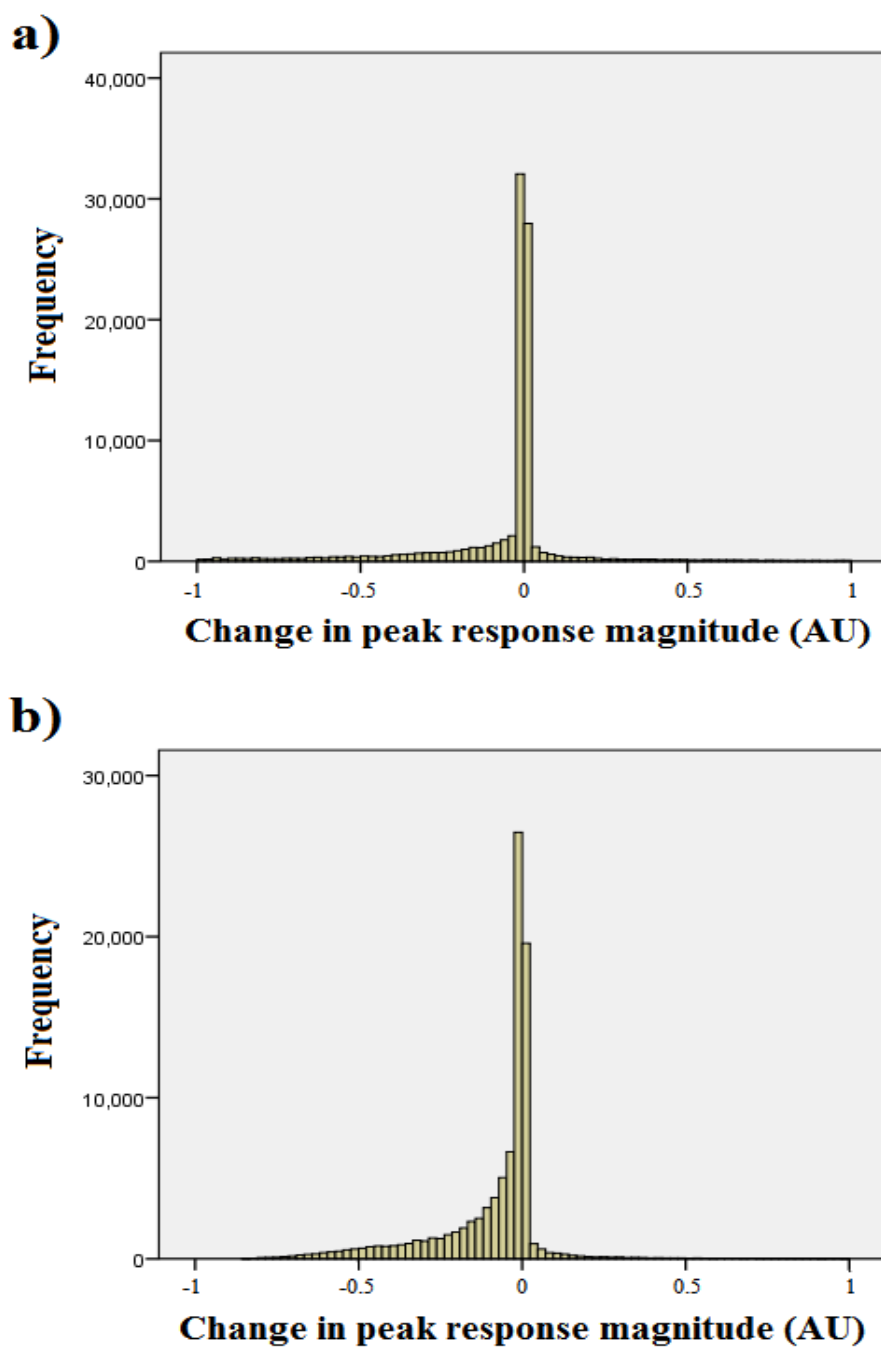 a)
40,000
30,000
20,000
10,000
0
Frequency
-1 -0.5 0 0.5 1
Change in peak response magnitude (AU)
b)
30,000
20,000
10,000
0
Frequency
-1 -0.5 0 0.5 1
Change in peak response magnitude (AU)